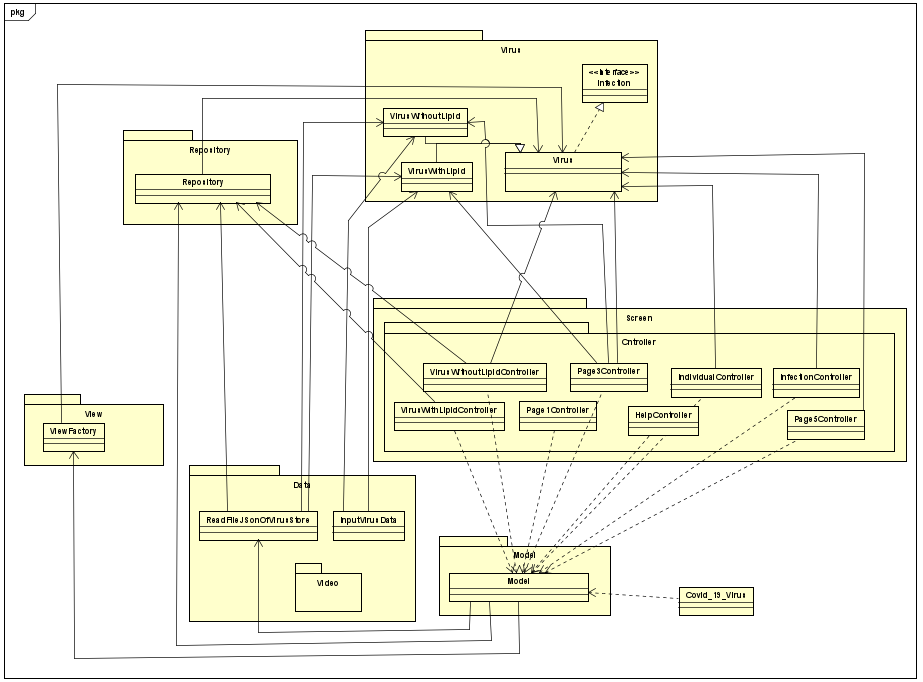 pkg
Virus
<<Interface>>
Infection
VirusWithoutLipid
Virus
VirusWithLipid
Repository
Repository
Screen
Cntroller
VirusWithoutLipidController
Page3Controller
IndividualController
InfectionController
VirusWithLipidController
Page1Controller
HelpController
Page5Controller
View
ViewFactory
Data
ReadFileJSonOfVirusStore
InputVirusData
Video
Model
Model
Covid_19_Virus